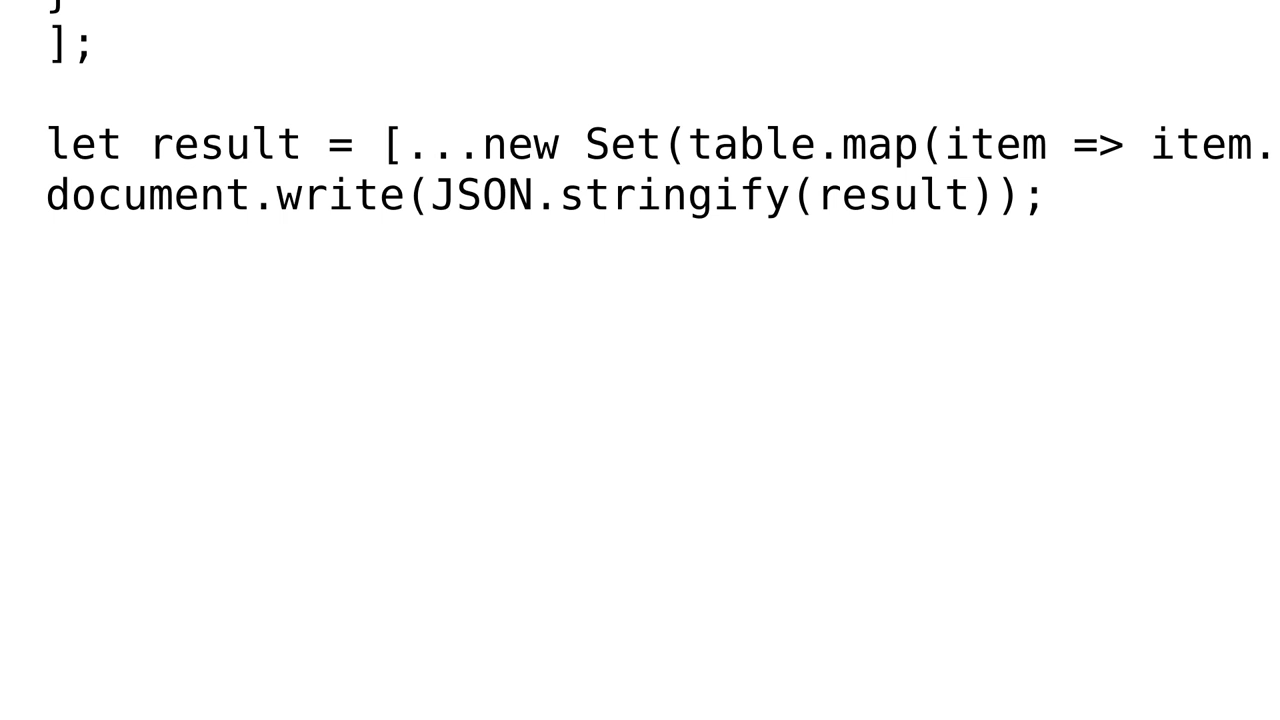 }
];

let result = [...new Set(table.map(item => item.
document.write(JSON.stringify(result));